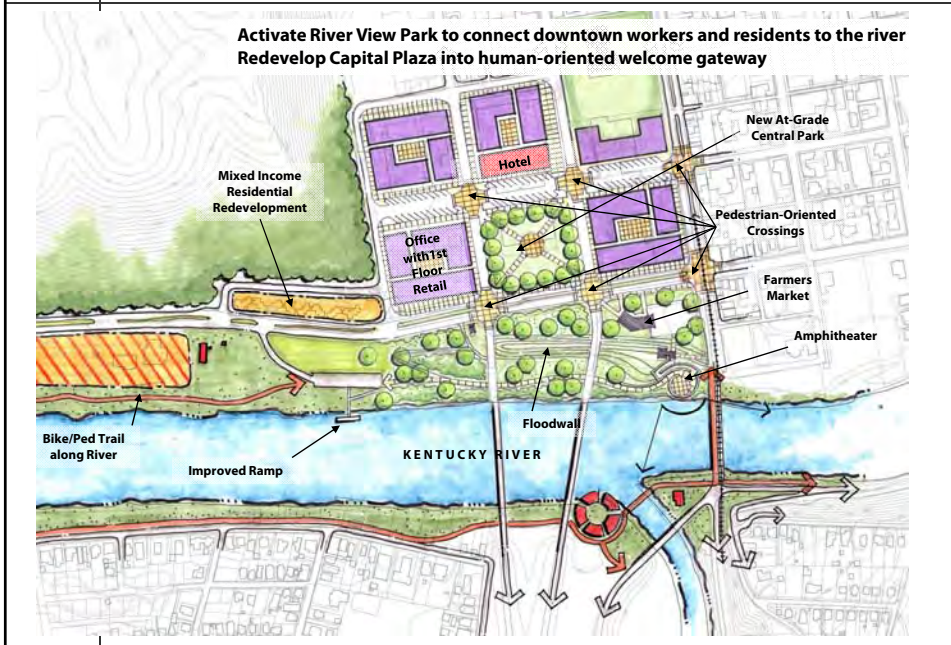 Activate River View Park to connect downtown workers and residents to the river
Redevelop Capital Plaza into human-oriented welcome gateway
New At-Grade
Central Park
Hotel
Mixed Income
Residential
Redevelopment
Pedestrian-Oriented
Crossings
Office
with1st
Floor
Retail
Farmers
Market
Amphitheater
Floodwall
Bike/Ped Trail
along River
Improved Ramp
KENTUCKY RIVER